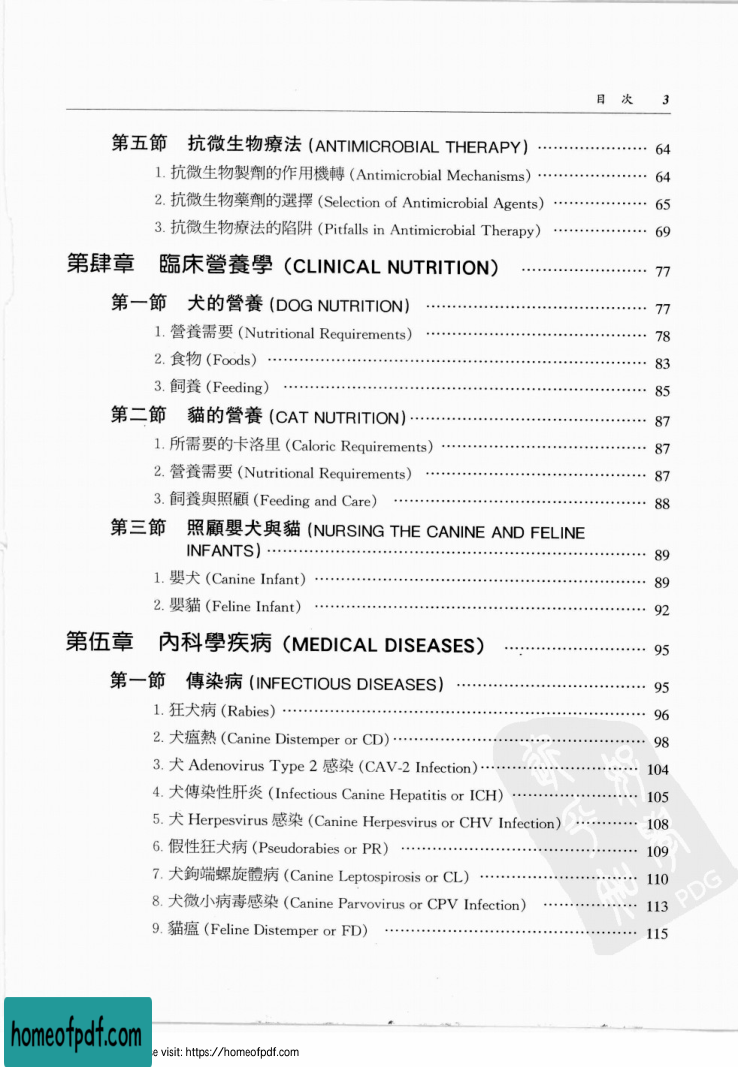 目 次 3
第五節 抗微生物療法 (ANTIMICROBIAL THERAPY) ………………… 64
1. 抗微生物製劑的作用機轉 (Antimicrobial Mechanisms) ………………… 64
2. 抗微生物藥劑的選擇 (Selection of Antimicrobial Agents) ……………… 65
3. 抗微生物療法的陷阱 (Pitfalls in Antimicrobial Therapy) ……………… 69
第肆章 臨床營養學 (CLINICAL NUTRITION) …………………… 77
第一節 犬的營養 (DOG NUTRITION) …………………………………… 77
1. 營養需要 (Nutritional Requirements) …………………………………… 78
2. 食物 (Foods) ……………………………………………………………… 83
3. 飼養 (Feeding) …………………………………………………………… 85
第二節 貓的營養 (CAT NUTRITION) ……………………………………… 87
1. 所需要的卡洛里 (Caloric Requirements) ………………………………… 87
2. 營養需要 (Nutritional Requirements) …………………………………… 87
3. 飼養與照顧 (Feeding and Care) ………………………………………… 88
第三節 照顧嬰犬與貓 (NURSING THE CANINE AND FELINE
INFANTS) ……………………………………………………………… 89
1. 嬰犬 (Canine Infant) ……………………………………………………… 89
2. 嬰貓 (Feline Infant) ……………………………………………………… 92
第伍章 內科學疾病 (MEDICAL DISEASES) ……………………… 95
第一節 傳染病 (INFECTIOUS DISEASES) ……………………………… 95
1. 狂犬病 (Rabies) …………………………………………………………… 96
2. 犬瘟熱 (Canine Distemper or CD) ………………………………………… 98
3. 犬 Adenovirus Type 2 感染 (CAV-2 Infection) ………………………… 104
4. 犬傳染性肝炎 (Infectious Canine Hepatitis or ICH) …………………… 105
5. 犬 Herpesvirus 感染 (Canine Herpesvirus or CHV Infection) ………… 108
6. 假性狂犬病 (Pseudorabies or PR) ……………………………………… 109
7. 犬鉤端螺旋體病 (Canine Leptospirosis or CL) ………………………… 110
8. 犬微小病毒感染 (Canine Parvovirus or CPV Infection) ……………… 113
9. 貓瘟 (Feline Distemper or FD) ………………………………………… 115
PDG
homeofpdf.com
e visit: https://homeofpdf.com